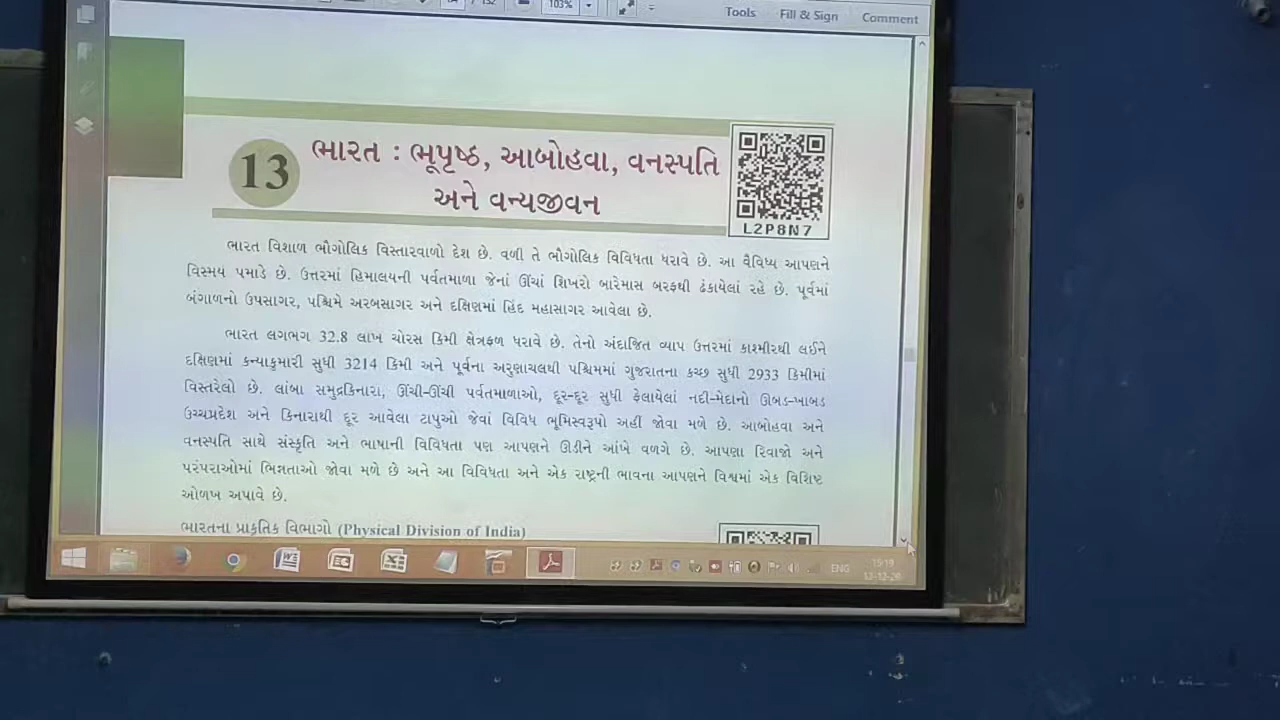 103%
Tools Fill & Sign Comment
13
ભારત : ભૂપૃષ્ઠ, આબોહવા, વનસ્પતિ
અને વન્યજીવન
L2P8N7
ભારત વિશાળ ભૌગોલિક વિસ્તારવાળો દેશ છે. વળી તે ભૌગોલિક વિવિધતા ધરાવે છે. આ વૈવિધ્ય આપણને
વિસ્મય પમાડે છે. ઉત્તરમાં હિમાલયની પર્વતમાળા જેનાં ઊંચાં શિખરો બારેમાસ બરફથી ઢંકાયેલાં રહે છે. પૂર્વમાં
બંગાળનો ઉપસાગર, પશ્ચિમે અરબસાગર અને દક્ષિણમાં હિંદ મહાસાગર આવેલા છે.
ભારત લગભગ 32.8 લાખ ચોરસ કિમી ક્ષેત્રફળ ધરાવે છે. તેનો અંદાજિત વ્યાપ ઉત્તરમાં કાશ્મીરથી લઈને
દક્ષિણમાં કન્યાકુમારી સુધી 3214 કિમી અને પૂર્વના અરુણાચલથી પશ્ચિમમાં ગુજરાતના કચ્છ સુધી 2933 કિમીમાં
વિસ્તરેલો છે. લાંબા સમુદ્રકિનારા, ઊંચી-ઊંચી પર્વતમાળાઓ, દૂર-દૂર સુધી ફેલાયેલાં નદી-મેદાનો ઊબડ-ખાબડ
ઉચ્ચપ્રદેશ અને કિનારાથી દૂર આવેલા ટાપુઓ જેવાં વિવિધ ભૂમિસ્વરૂપો અહીં જોવા મળે છે. આબોહવા અને
વનસ્પતિ સાથે સંસ્કૃતિ અને ભાષાની વિવિધતા પણ આપણને ઊડીને આંખે વળગે છે. આપણા રિવાજો અને
પરંપરાઓમાં ભિન્નતાઓ જોવા મળે છે અને આ વિવિધતા અને એક રાષ્ટ્રની ભાવના આપણને વિશ્વમાં એક વિશિષ્ટ
ઓળખ અપાવે છે.
ભારતના પ્રાકૃતિક વિભાગો (Physical Division of India)
ENG
15:19